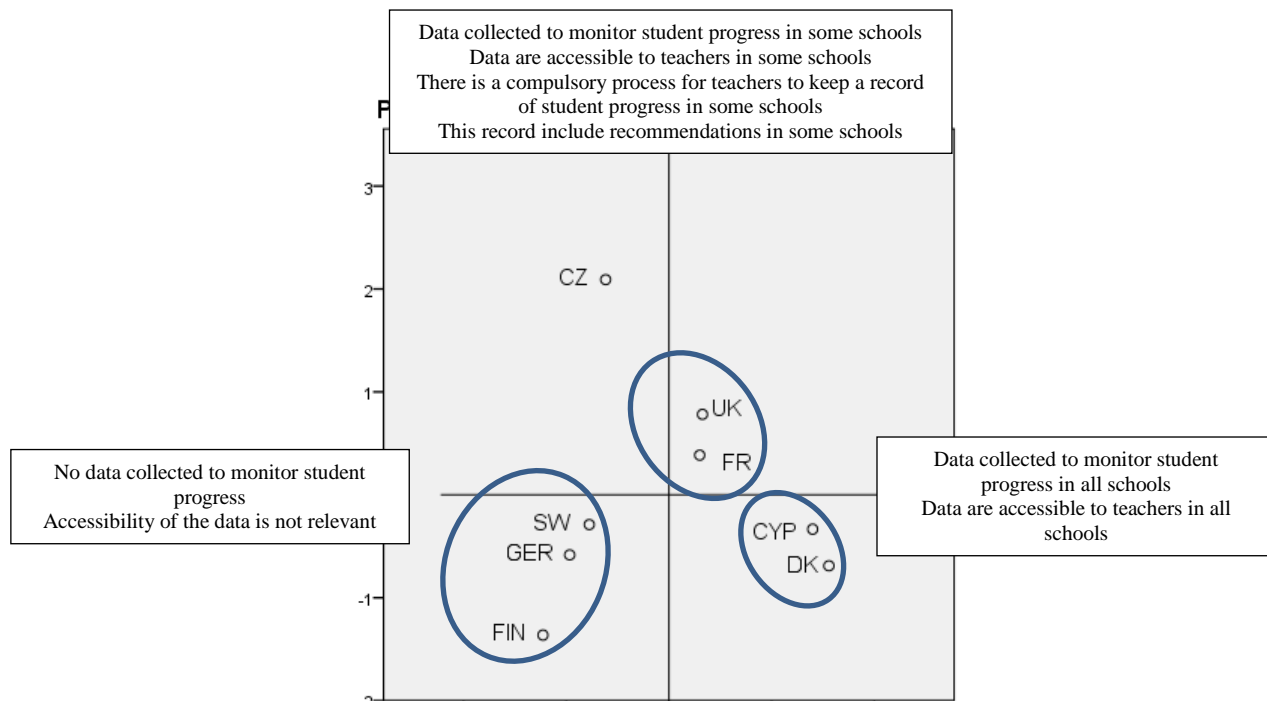 Data collected to monitor student progress in some schools
Data are accessible to teachers in some schools
There is a compulsory process for teachers to keep a record
of student progress in some schools
This record include recommendations in some schools
P
3
CZ
2
1
UK
FR
No data collected to monitor student
progress
Accessibility of the data is not relevant
Data collected to monitor student
progress in all schools
Data are accessible to teachers in all
schools
SW
GER
CYP
DK
-1
FIN